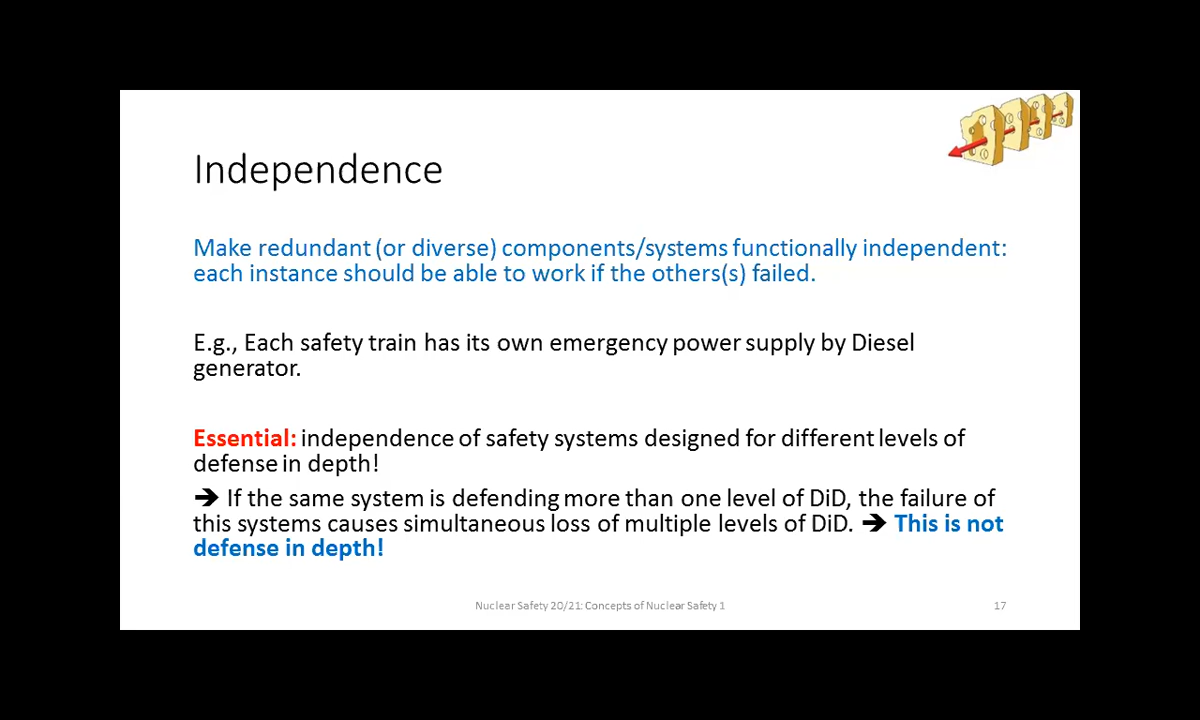 Independence
Make redundant (or diverse) components/systems functionally independent:
each instance should be able to work if the others(s) failed.
E.g., Each safety train has its own emergency power supply by Diesel
generator.
Essential: independence of safety systems designed for different levels of
defense in depth!
➔ If the same system is defending more than one level of DiD, the failure of
this systems causes simultaneous loss of multiple levels of DiD. ➔ This is not
defense in depth!
Nuclear Safety 20/21: Concepts of Nuclear Safety 1
17